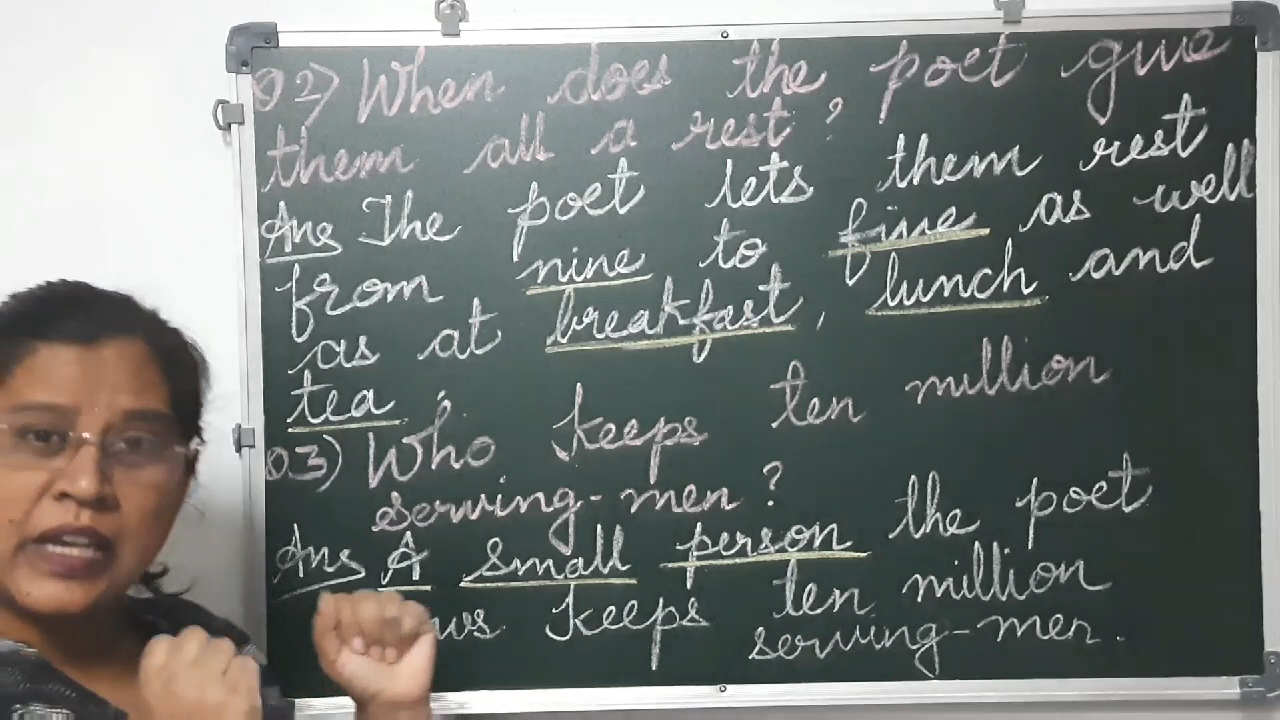 Q2) When does the poet give
them all a rest?
Ans The poet lets them rest
from nine to five as well
as at breakfast, lunch and
tea.
Q.3) Who keeps ten million
serving-men?
Ans A small person the poet
keeps ten million
serving-men.